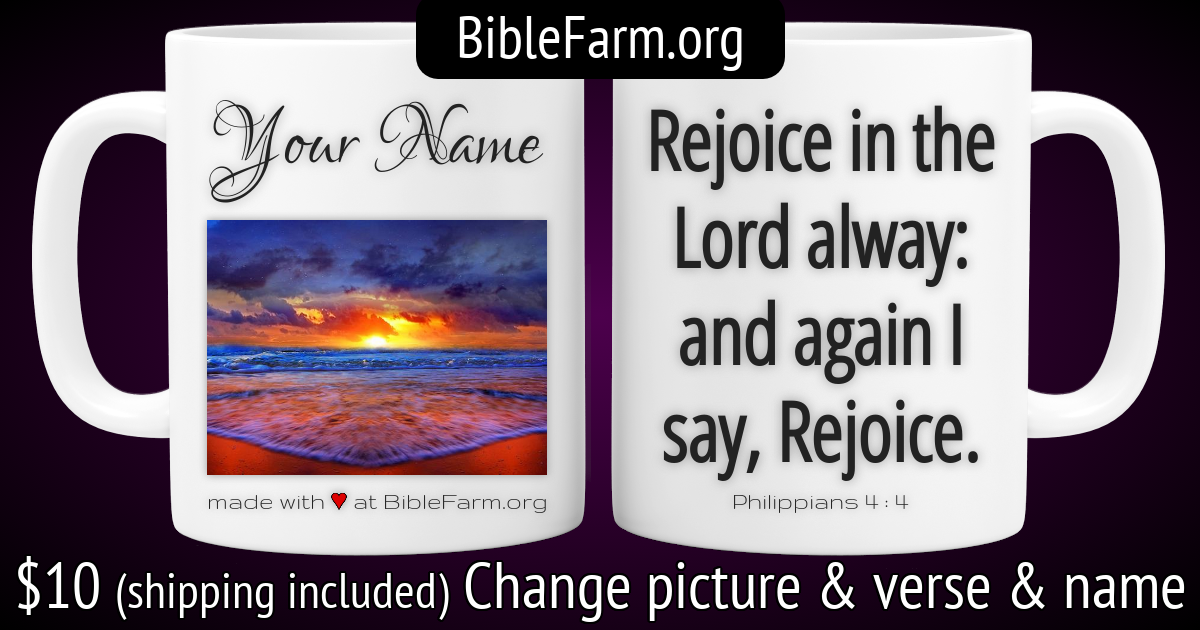 BibleFarm.org
Your Name
made with ♥ at BibleFarm.org
Rejoice in the
Lord alway:
and again I
say, Rejoice.
Philippians 4:4
$10 (shipping included) Change picture & verse & name